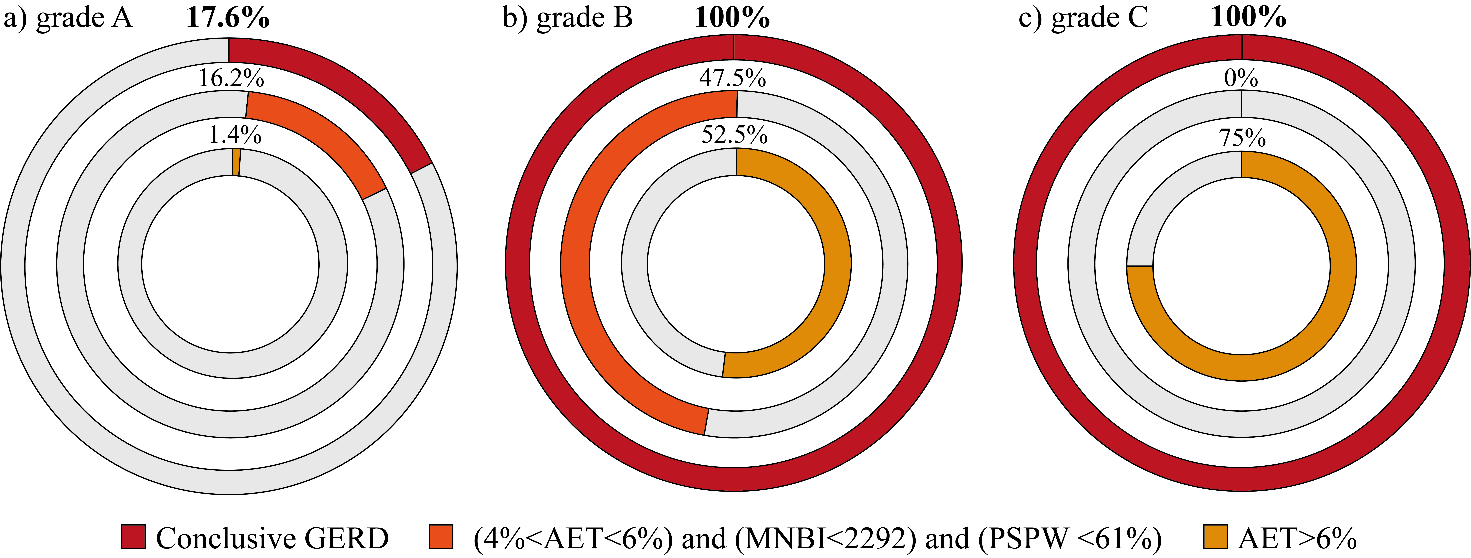 a) grade A 17.6%
16.2%
1.4%
b) grade B 100%
47.5%
52.5%
c) grade C 100%
0%
75%
Conclusive GERD (4%<AET<6%) and (MNBI<2292) and (PSPW <61%) AET>6%